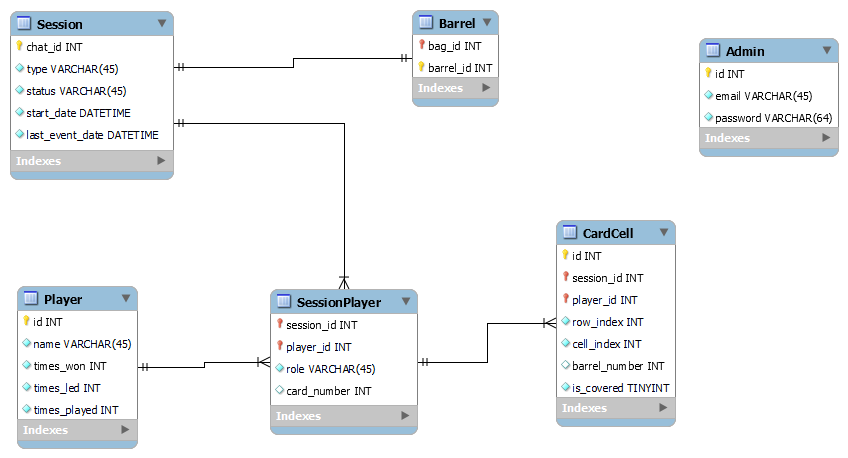 Session
chat_id INT
type VARCHAR(45)
status VARCHAR(45)
start_date DATETIME
last_event_date DATETIME
Indexes
Barrel
bag_id INT
barrel_id INT
Indexes
Admin
id INT
email VARCHAR(45)
password VARCHAR(64)
Indexes
Player
id INT
name VARCHAR(45)
times_won INT
times_led INT
times_played INT
Indexes
SessionPlayer
session_id INT
player_id INT
role VARCHAR(45)
card_number INT
Indexes
CardCell
id INT
session_id INT
player_id INT
row_index INT
cell_index INT
barrel_number INT
is_covered TINYINT
Indexes